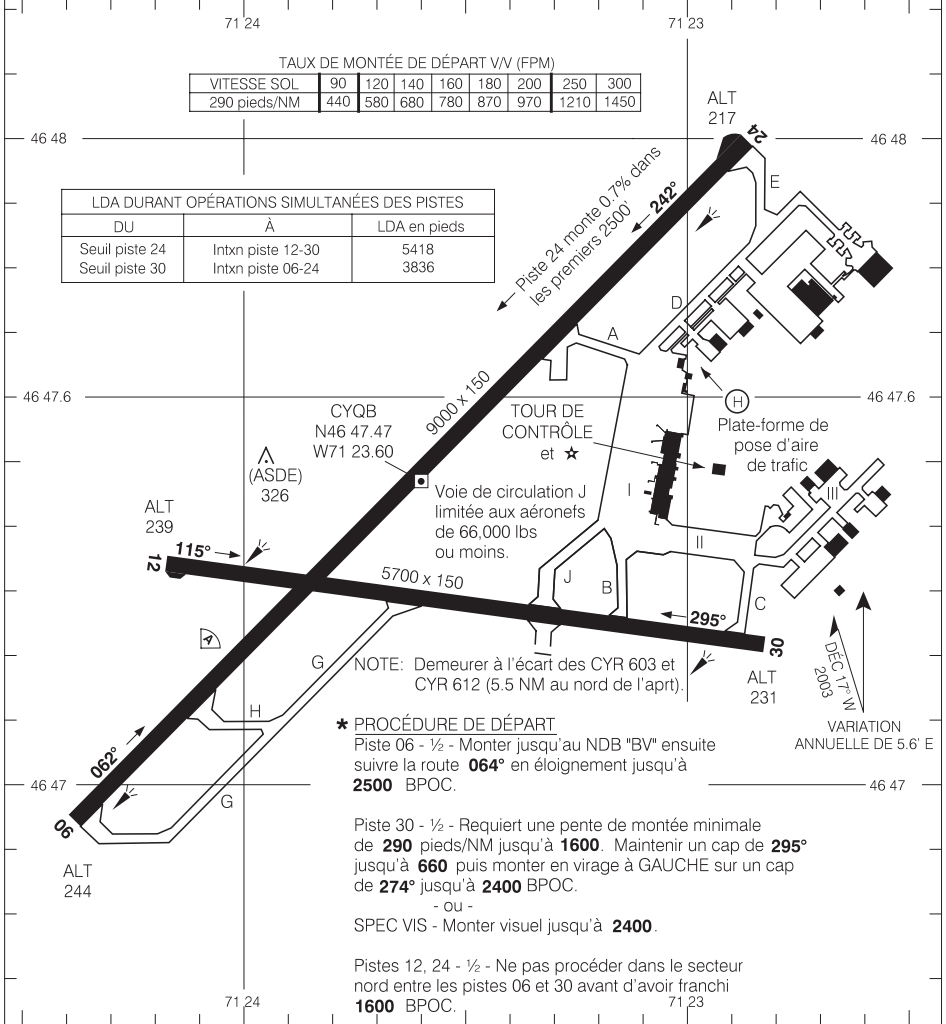 71 24
71 23
TAUX DE MONTÉE DE DÉPART V/V (FPM)
VITESSE SOL 90 120 140 160 180 200 250 300
290 pieds/NM 440 580 680 780 870 970 1210 1450
ALT
217
46 48
46 48
24
E
242°
Piste 24 monte 0.7% dans
les premiers 2500'
LDA DURANT OPÉRATIONS SIMULTANÉES DES PISTES
DU À LDA en pieds
Seuil piste 24 Intxn piste 12-30 5418
Seuil piste 30 Intxn piste 06-24 3836
D
A
46 47.6
46 47.6
9000 x 150
CYQB
N46 47.47
W71 23.60
TOUR DE
CONTRÔLE
et ☆
H
Plate-forme de
pose d'aire
de trafic
(ASDE)
326
I
III
Voie de circulation J
limitée aux aéronefs
de 66,000 lbs
ou moins.
ALT
239
12
115°
II
5700 x 150
J
B
C
295°
30
ALT
231
A
G
H
G
NOTE: Demeurer à l'écart des CYR 603 et
CYR 612 (5.5 NM au nord de l'aprt).
DÉC 17° W
2003
VARIATION
ANNUELLE DE 5.6' E
062°
06
ALT
244
46 47
46 47
* PROCÉDURE DE DÉPART
Piste 06 - ½ - Monter jusqu'au NDB "BV" ensuite
suivre la route 064° en éloignement jusqu'à
2500 BPOC.
Piste 30 - ½ - Requiert une pente de montée minimale
de 290 pieds/NM jusqu'à 1600. Maintenir un cap de 295°
jusqu'à 660 puis monter en virage à GAUCHE sur un cap
de 274° jusqu'à 2400 BPOC.
- ou -
SPEC VIS - Monter visuel jusqu'à 2400.
Pistes 12, 24 - ½ - Ne pas procéder dans le secteur
nord entre les pistes 06 et 30 avant d'avoir franchi
1600 BPOC.
71 24
71 23